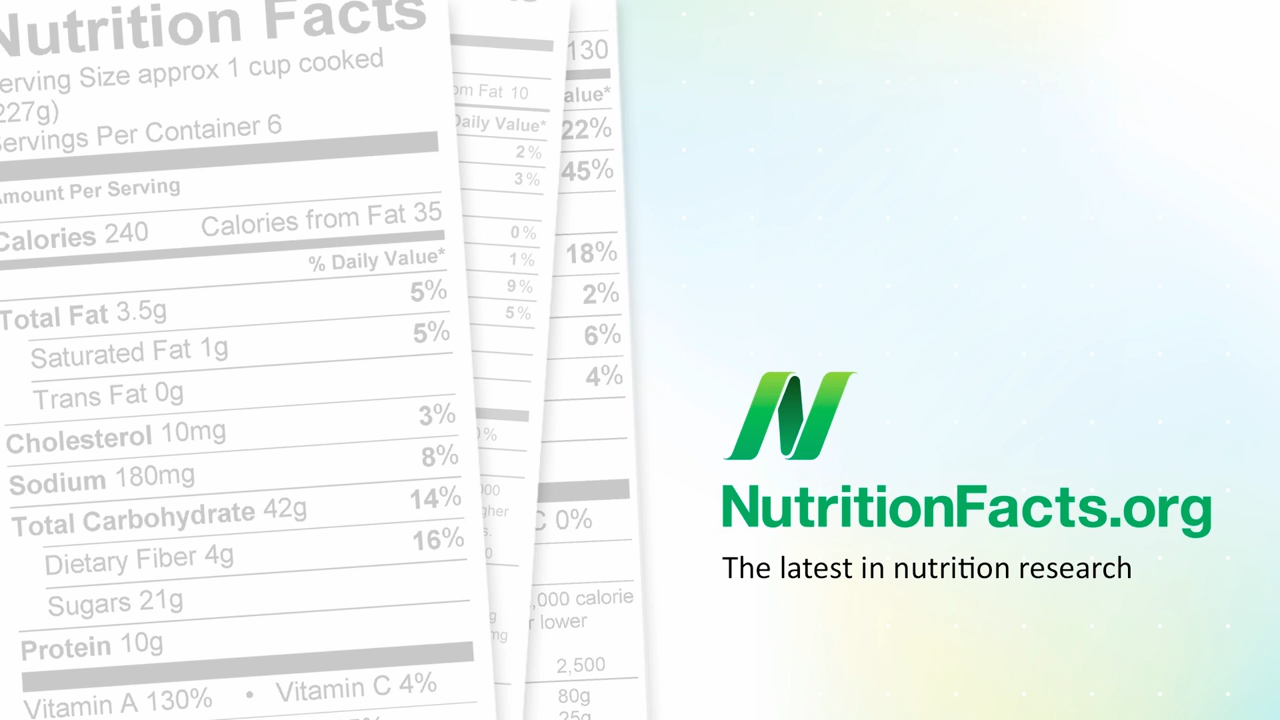 Nutrition Facts
erving Size approx 1 cup cooked
227g)
Servings Per Container 6
Amount Per Serving
Calories 240 Calories from Fat 35
% Daily Value*
Total Fat 3.5g 5%
Saturated Fat 1g 5%
Trans Fat 0g
Cholesterol 10mg 3%
Sodium 180mg 8%
Total Carbohydrate 42g 14%
Dietary Fiber 4g 16%
Sugars 21g
Protein 10g
Vitamin A 130% • Vitamin C 4%
om Fat 10
Daily Value*
2%
3%
0%
1%
9%
5%
0%
130
alue*
22%
45%
18%
2%
6%
4%
C 0%
,000 calorie
r lower
2,500
80g
25g
NutritionFacts.org
The latest in nutrition research